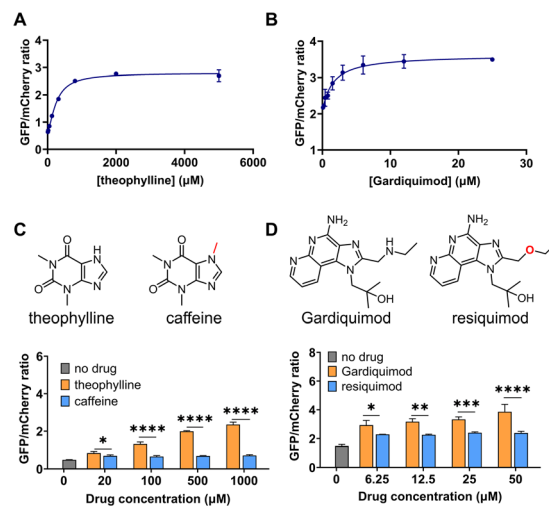 A
GFP/mCherry ratio
4
3
2
1
0
0
2000
4000
6000
[theophylline] (µM)
B
GFP/mCherry ratio
4
3
2
1
0
10
20
30
[Gardiquimod] (µM)
C
O
H
N
N
O
N
N
theophylline
O
N
N
O
N
N
caffeine
GFP/mCherry ratio
6
4
2
0
no drug
theophylline
caffeine
*
****
****
****
0
20
100
500
1000
Drug concentration (µM)
D
NH2
N
N
N
N
H
N
OH
Gardiquimod
NH2
N
N
N
N
O
OH
resiquimod
GFP/mCherry ratio
6
4
2
0
no drug
Gardiquimod
resiquimod
*
**
***
****
0
6.25
12.5
25
50
Drug concentration (µM)